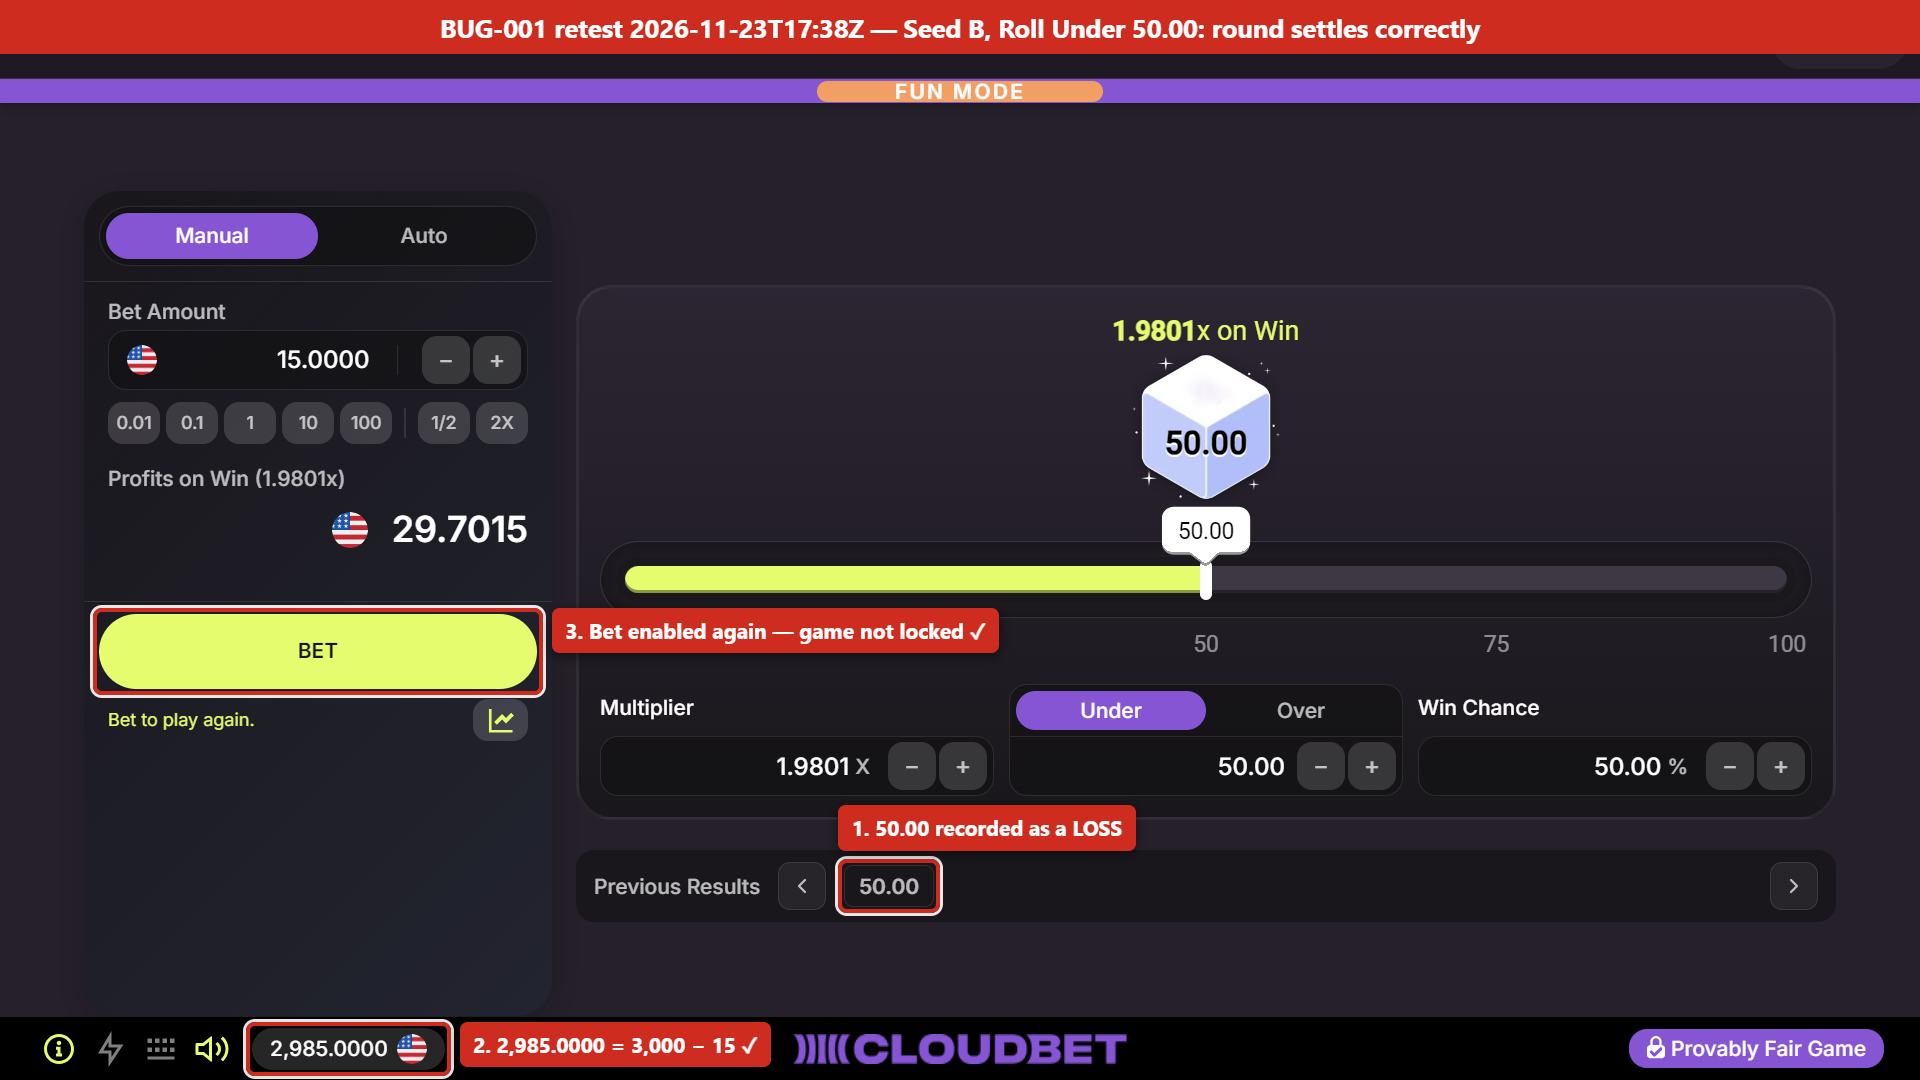 BUG-001 retest 2026-11-23T17:38Z — Seed B, Roll Under 50.00: round settles correctly
FUN MODE
Manual
Auto
Bet Amount
15.0000
−
+
0.01
0.1
1
10
100
1/2
2X
Profits on Win (1.9801x)
29.7015
BET
Bet to play again.
1.9801x on Win
50.00
50.00
3. Bet enabled again — game not locked ✓
50
75
100
Multiplier
1.9801 X
−
+
Under
Over
50.00
−
+
Win Chance
50.00 %
−
+
1. 50.00 recorded as a LOSS
Previous Results
50.00
2,985.0000
2. 2,985.0000 = 3,000 − 15 ✓
CLOUDBET
Provably Fair Game